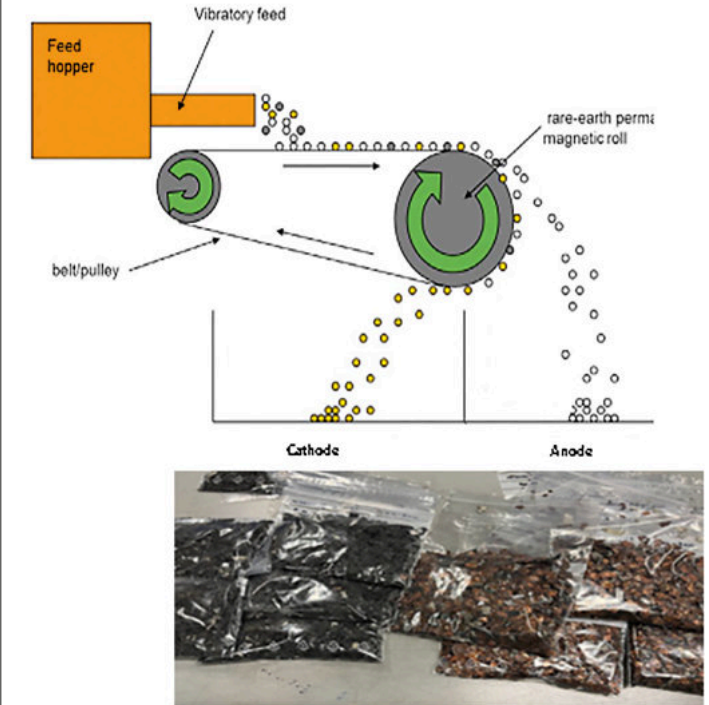 Vibratory feed
Feed
hopper
rare-earth perma
magnetic roll
belt/pulley
Cathode
Anode